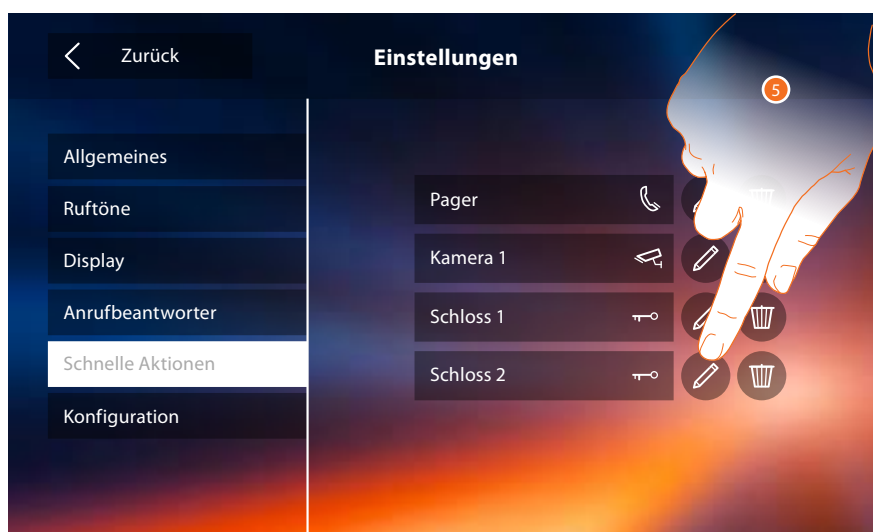 Zurück
Einstellungen
5
Allgemeines
Ruftöne
Display
Anrufbeantworter
Schnelle Aktionen
Konfiguration
Pager
Kamera 1
Schloss 1
Schloss 2